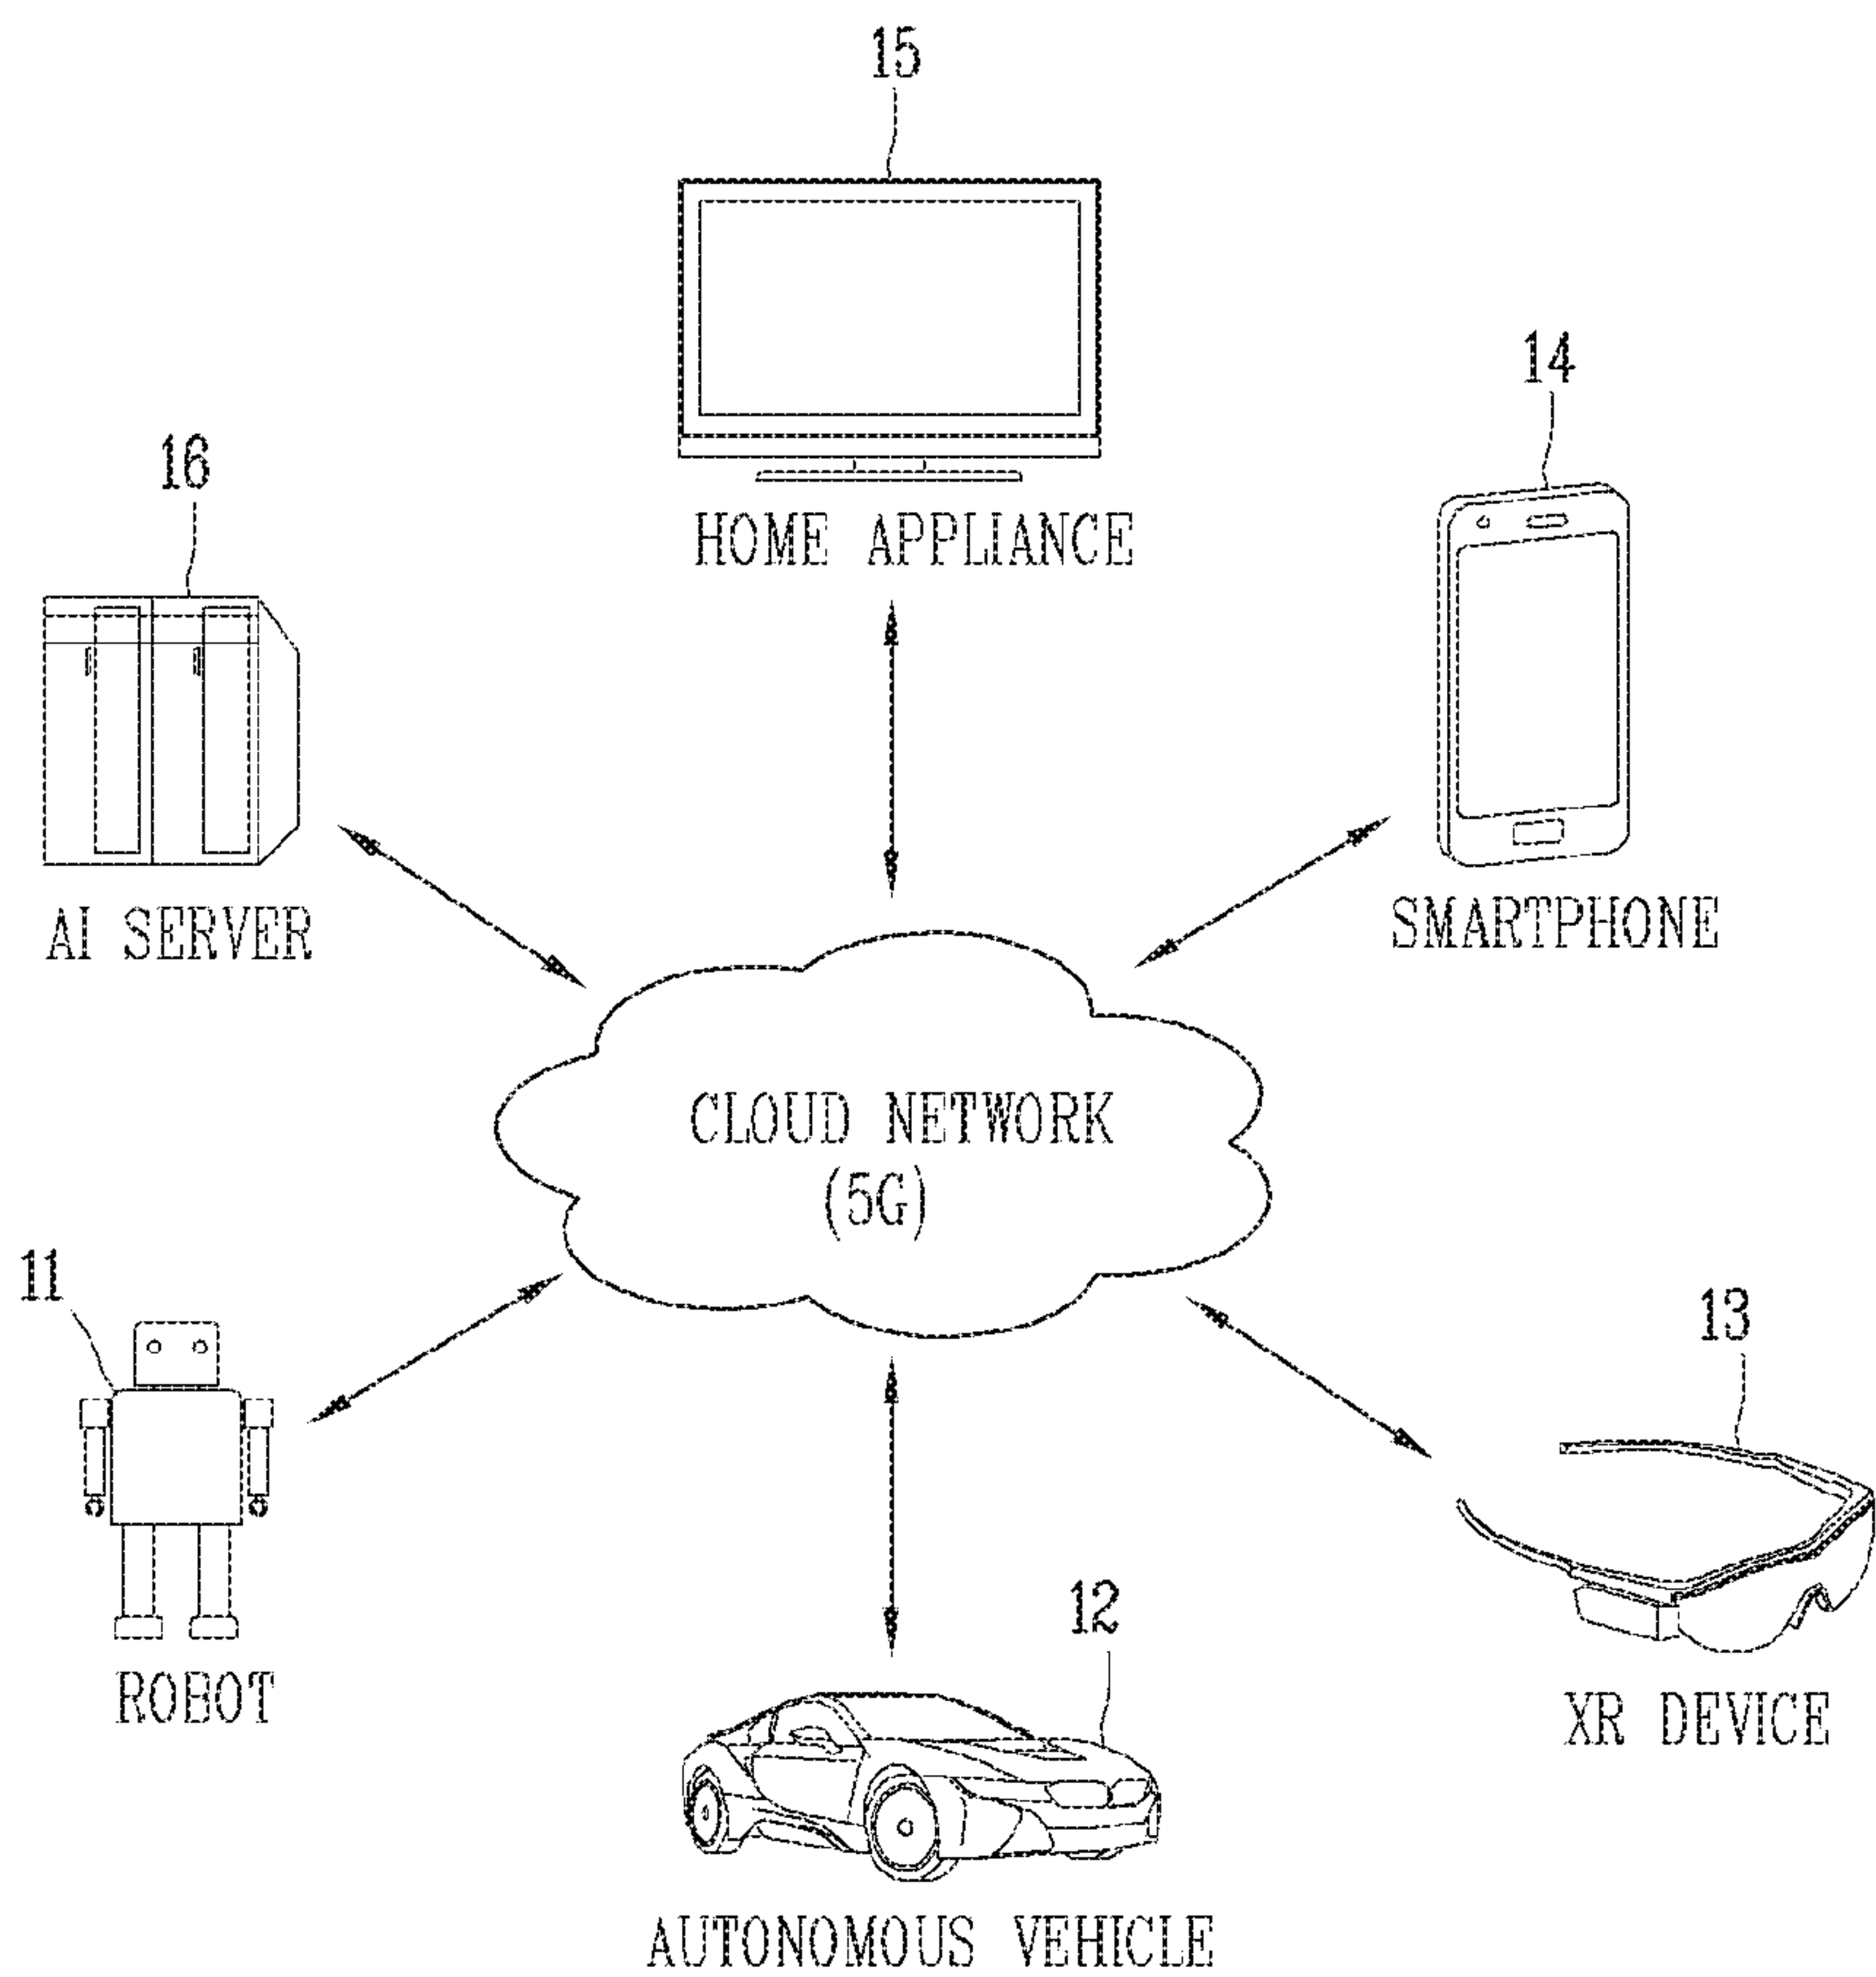 15
HOME APPLIANCE
14
SMARTPHONE
16
AI SERVER
CLOUD NETWORK
(5G)
11
ROBOT
13
XR DEVICE
12
AUTONOMOUS VEHICLE